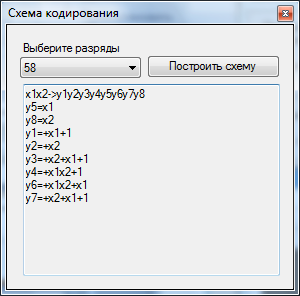 Схема кодирования
Выберите разряды
58
Построить схему
x1x2->y1y2y3y4y5y6y7y8
y5=x1
y8=x2
y1=+x1+1
y2=+x2
y3=+x2+x1+1
y4=+x1x2+1
y6=+x1x2+x1
y7=+x2+x1+1